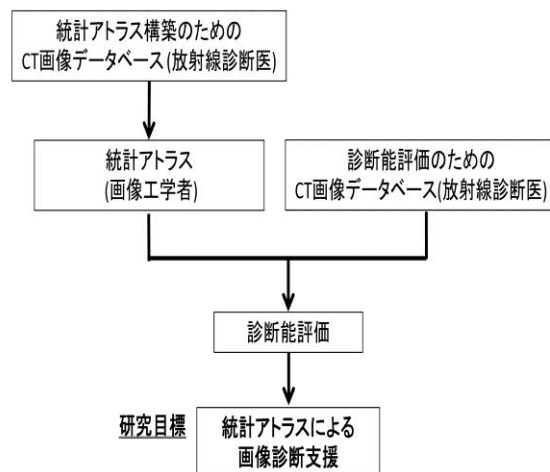 統計アトラス構築のための
CT画像データベース(放射線診断医)
統計アトラス
(画像工学者)
診断能評価のための
CT画像データベース(放射線診断医)
診断能評価
研究目標
統計アトラスによる
画像診断支援